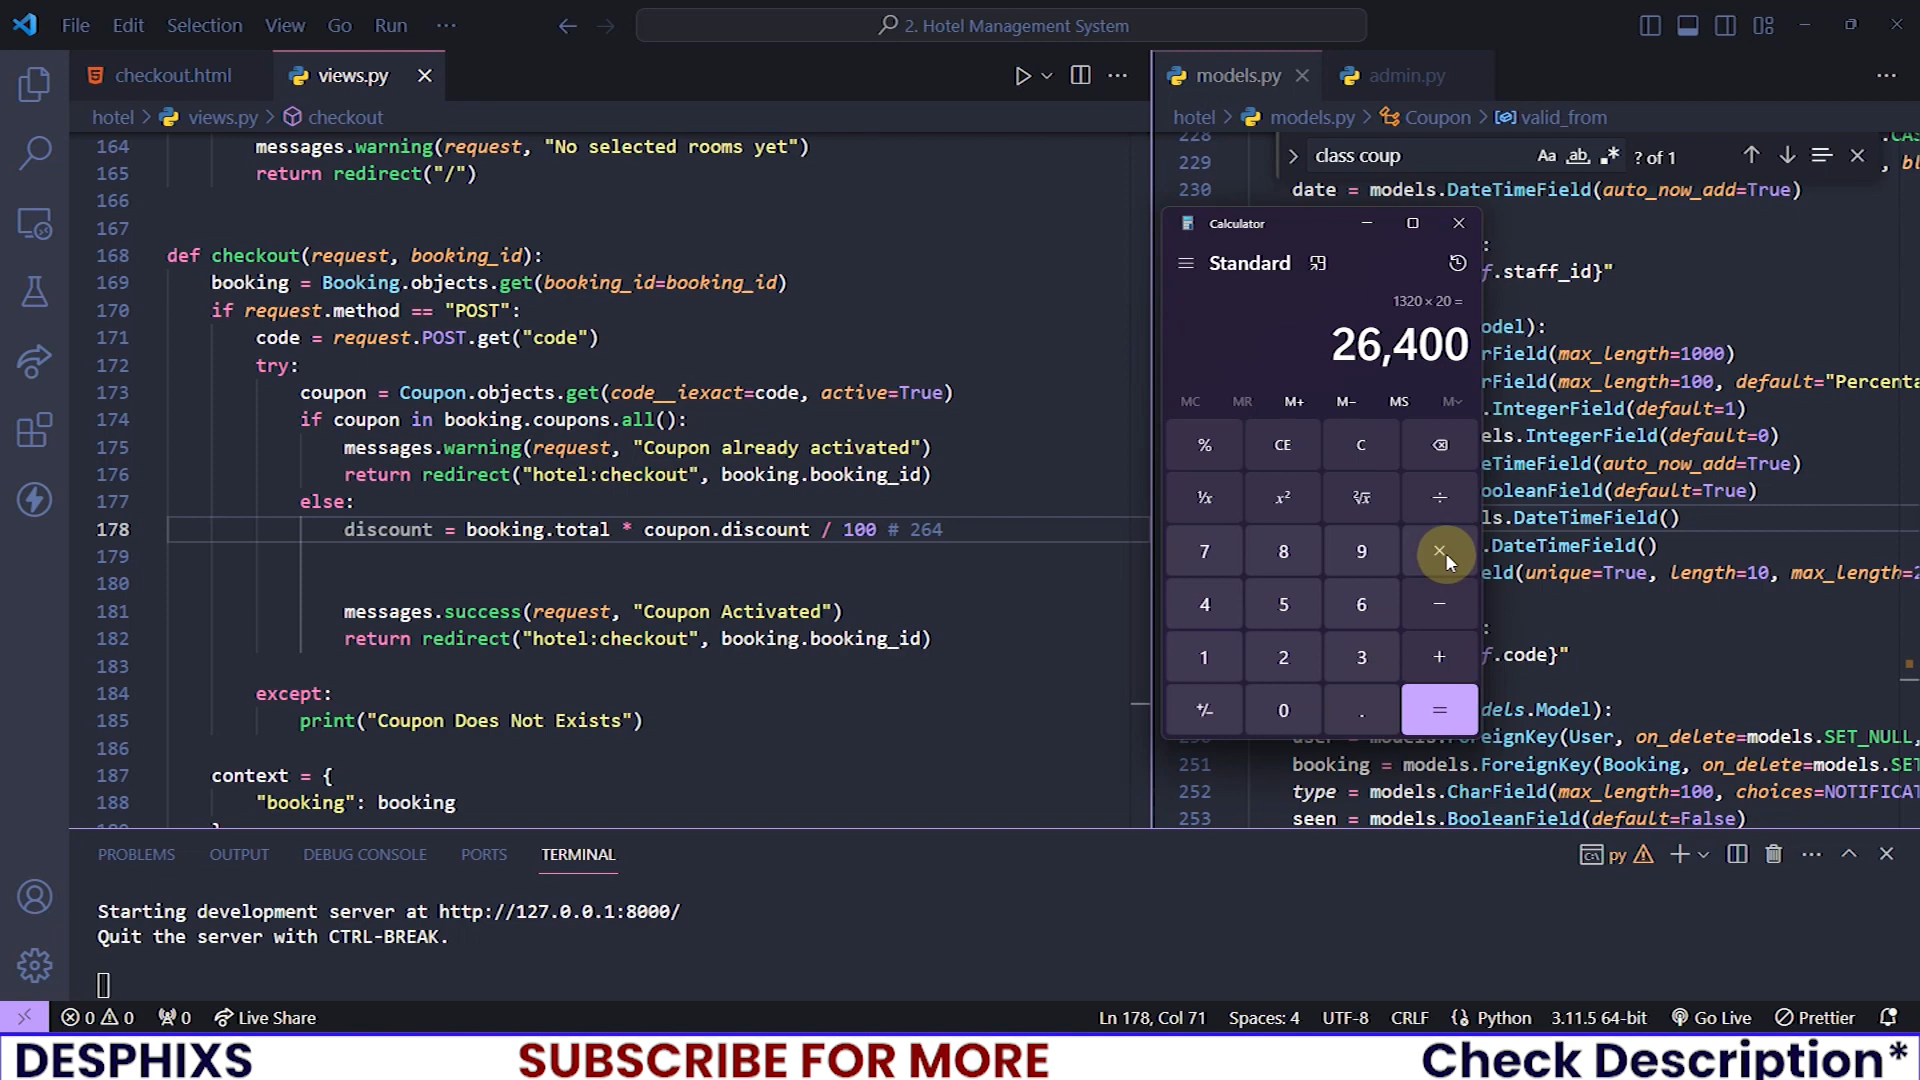 File Edit Selection View Go Run ···
2. Hotel Management System
checkout.html
views.py
hotel > views.py > checkout
164 messages.warning(request, "No selected rooms yet")
165 return redirect("/")
166
167
168 def checkout(request, booking_id):
169 booking = Booking.objects.get(booking_id=booking_id)
170 if request.method == "POST":
171 code = request.POST.get("code")
172 try:
173 coupon = Coupon.objects.get(code__iexact=code, active=True)
174 if coupon in booking.coupons.all():
175 messages.warning(request, "Coupon already activated")
176 return redirect("hotel:checkout", booking.booking_id)
177 else:
178 discount = booking.total * coupon.discount / 100 # 264
179
180
181 messages.success(request, "Coupon Activated")
182 return redirect("hotel:checkout", booking.booking_id)
183
184 except:
185 print("Coupon Does Not Exists")
186
187 context = {
188 "booking": booking
models.py
admin.py
hotel > models.py > Coupon > valid_from
228
229
class coup
Aa ab ? of 1
230 date = models.DateTimeField(auto_now_add=True)
:
f.staff_id}"
odel):
rField(max_length=1000)
rField(max_length=100, default="Percenta
.IntegerField(default=1)
els.IntegerField(default=0)
eTimeField(auto_now_add=True)
ooleanField(default=True)
ls.DateTimeField()
.DateTimeField()
eld(unique=True, length=10, max_length=2
:
f.code}"
dels.Model):
eignKey(User, on_delete=models.SET_NULL,
251 booking = models.ForeignKey(Booking, on_delete=models.SET
252 type = models.CharField(max_length=100, choices=NOTIFICAT
253 seen = models.BooleanField(default=False)
Calculator
Standard
1320 × 20 =
26,400
MC MR M+ M− MS M˅
% CE C
¹/x x² ²√x ÷
7 8 9 ×
4 5 6 −
1 2 3 +
+/− 0 . =
PROBLEMS OUTPUT DEBUG CONSOLE PORTS TERMINAL
py
Starting development server at http://127.0.0.1:8000/
Quit the server with CTRL-BREAK.
0 0 0 Live Share
Ln 178, Col 71 Spaces: 4 UTF-8 CRLF Python 3.11.5 64-bit Go Live Prettier
DESPHIXS SUBSCRIBE FOR MORE Check Description*